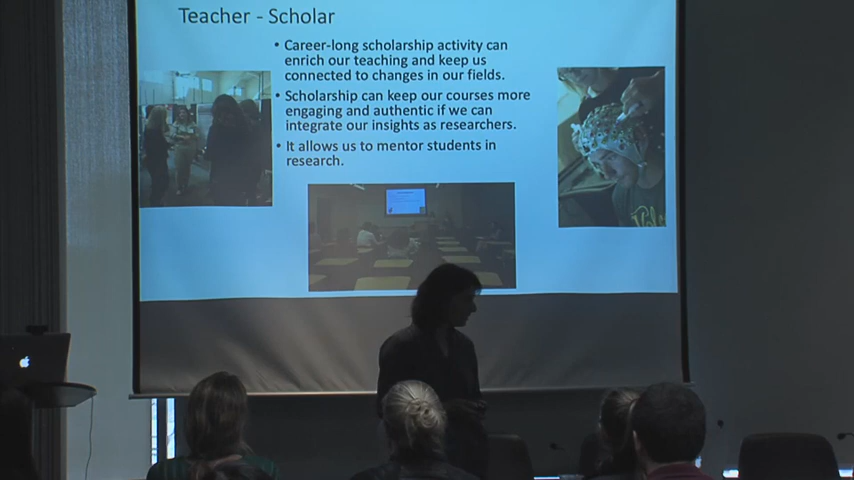 Teacher - Scholar
• Career-long scholarship activity can
enrich our teaching and keep us
connected to changes in our fields.
• Scholarship can keep our courses more
engaging and authentic if we can
integrate our insights as researchers.
• It allows us to mentor students in
research.